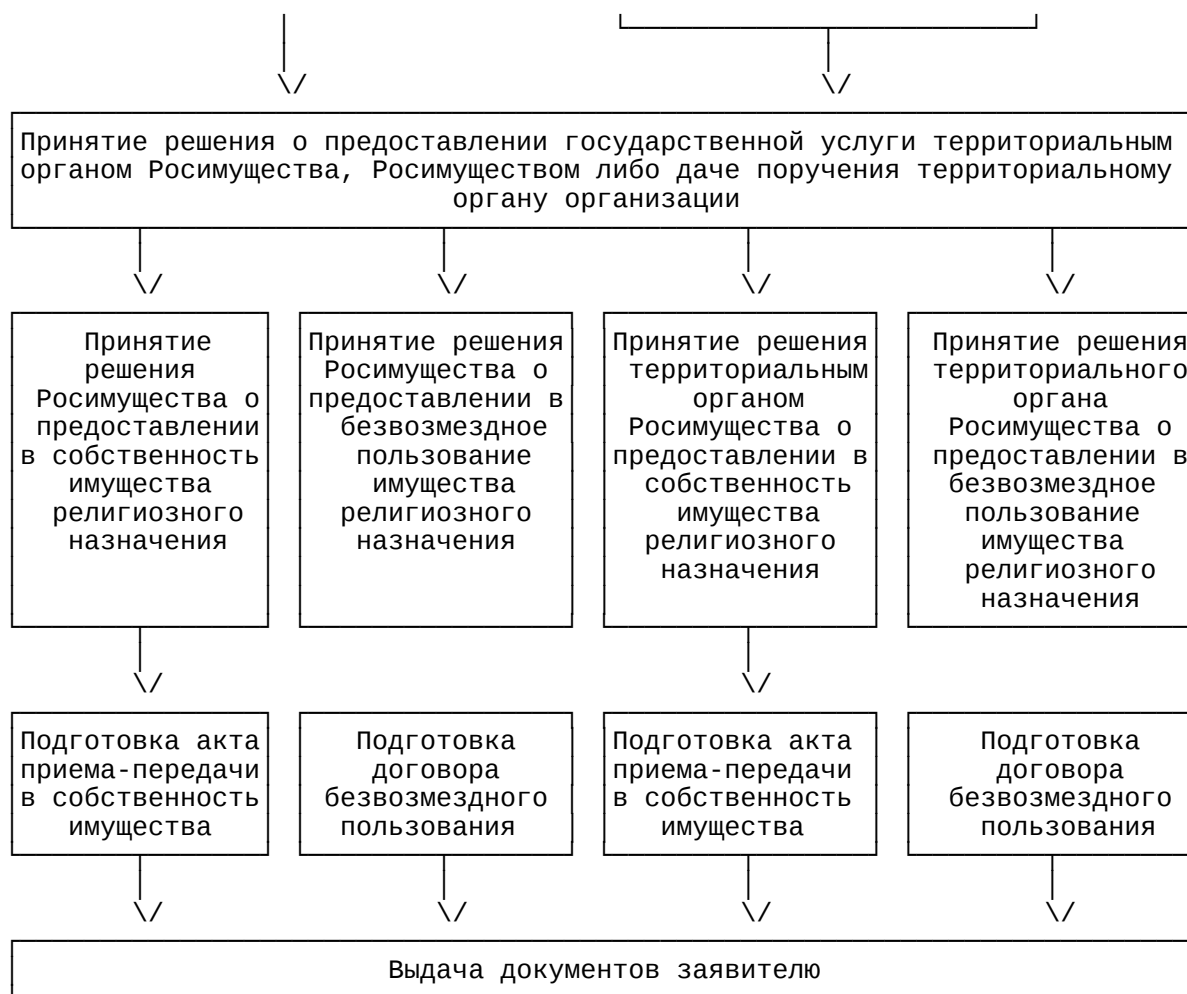 Принятие решения о предоставлении государственной услуги территориальным
органом Росимущества, Росимуществом либо даче поручения территориальному
органу организации
Принятие
решения
Росимущества о
предоставлении
в собственность
имущества
религиозного
назначения
Принятие решения
Росимущества о
предоставлении в
безвозмездное
пользование
имущества
религиозного
назначения
Принятие решения
территориальным
органом
Росимущества о
предоставлении в
собственность
имущества
религиозного
назначения
Принятие решения
территориального
органа
Росимущества о
предоставлении в
безвозмездное
пользование
имущества
религиозного
назначения
Подготовка акта
приема-передачи
в собственность
имущества
Подготовка
договора
безвозмездного
пользования
Подготовка акта
приема-передачи
в собственность
имущества
Подготовка
договора
безвозмездного
пользования
Выдача документов заявителю